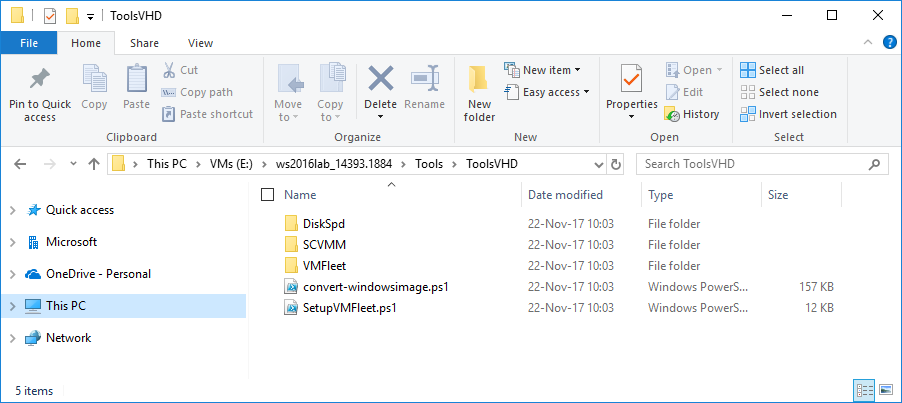 ToolsVHD
File Home Share View
Pin to Quick access
Copy
Paste
Cut
Copy path
Paste shortcut
Clipboard
Move to
Copy to
Delete
Rename
Organize
New folder
New item
Easy access
New
Properties
Open
Edit
History
Open
Select all
Select none
Invert selection
Select
This PC VMs (E:) ws2016lab_14393.1884 Tools ToolsVHD
Search ToolsVHD
Quick access
Microsoft
OneDrive - Personal
This PC
Network
Name Date modified Type Size
DiskSpd 22-Nov-17 10:03 File folder
SCVMM 22-Nov-17 10:03 File folder
VMFleet 22-Nov-17 10:03 File folder
convert-windowsimage.ps1 22-Nov-17 10:03 Windows PowerS... 157 KB
SetupVMFleet.ps1 22-Nov-17 10:03 Windows PowerS... 12 KB
5 items